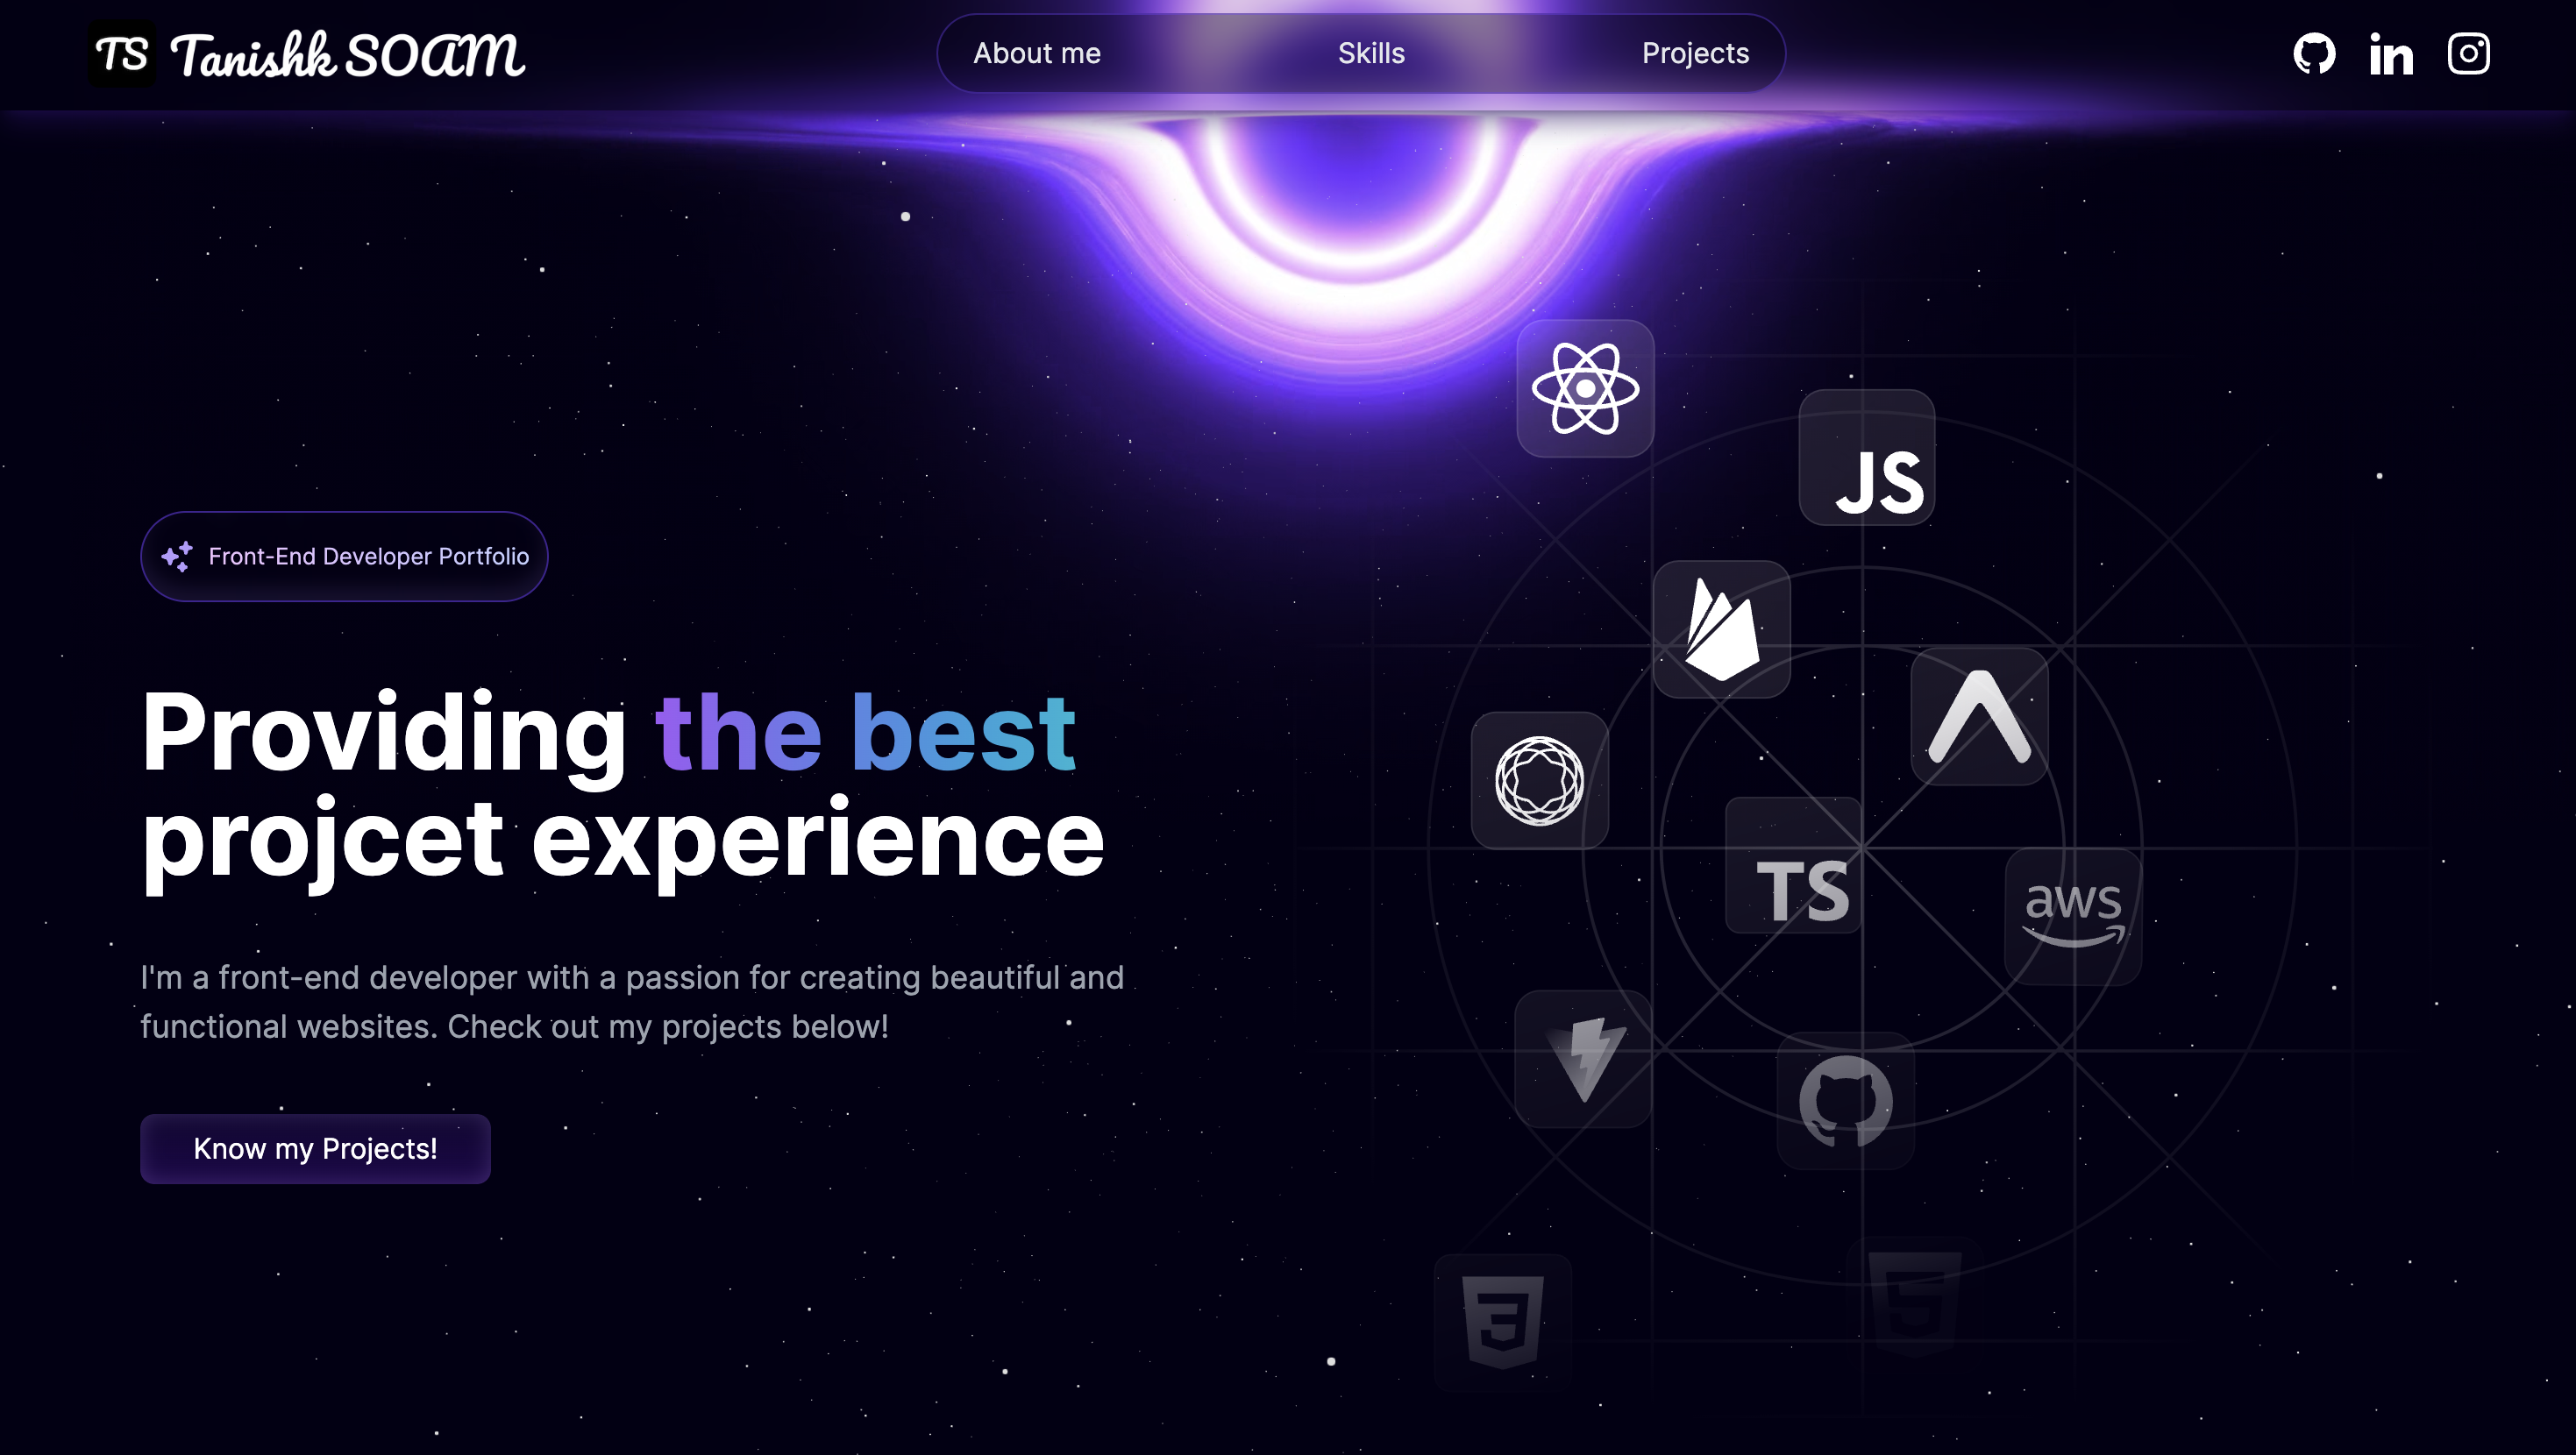 TS Tanishk SOAM
About me Skills Projects
Front-End Developer Portfolio
Providing the best
projcet experience
I'm a front-end developer with a passion for creating beautiful and
functional websites. Check out my projects below!
Know my Projects!
JS
TS
aws
3
5